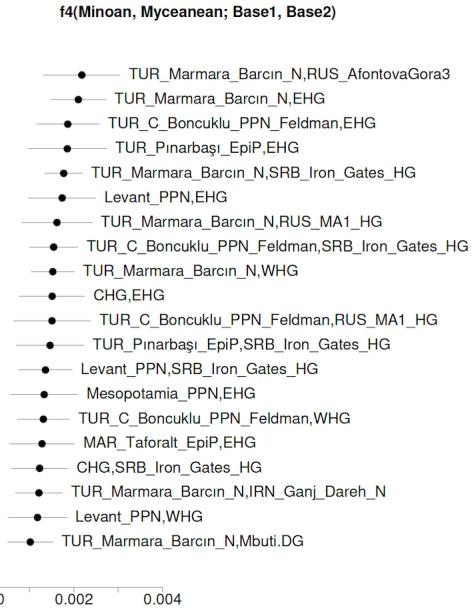 f4(Minoan, Myceanean; Base1, Base2)
TUR_Marmara_Barcın_N,RUS_AfontovaGora3
TUR_Marmara_Barcın_N,EHG
TUR_C_Boncuklu_PPN_Feldman,EHG
TUR_Pınarbaşı_EpiP,EHG
TUR_Marmara_Barcın_N,SRB_Iron_Gates_HG
Levant_PPN,EHG
TUR_Marmara_Barcın_N,RUS_MA1_HG
TUR_C_Boncuklu_PPN_Feldman,SRB_Iron_Gates_HG
TUR_Marmara_Barcın_N,WHG
CHG,EHG
TUR_C_Boncuklu_PPN_Feldman,RUS_MA1_HG
TUR_Pınarbaşı_EpiP,SRB_Iron_Gates_HG
Levant_PPN,SRB_Iron_Gates_HG
Mesopotamia_PPN,EHG
TUR_C_Boncuklu_PPN_Feldman,WHG
MAR_Taforalt_EpiP,EHG
CHG,SRB_Iron_Gates_HG
TUR_Marmara_Barcın_N,IRN_Ganj_Dareh_N
Levant_PPN,WHG
TUR_Marmara_Barcın_N,Mbuti.DG
0 0.002 0.004